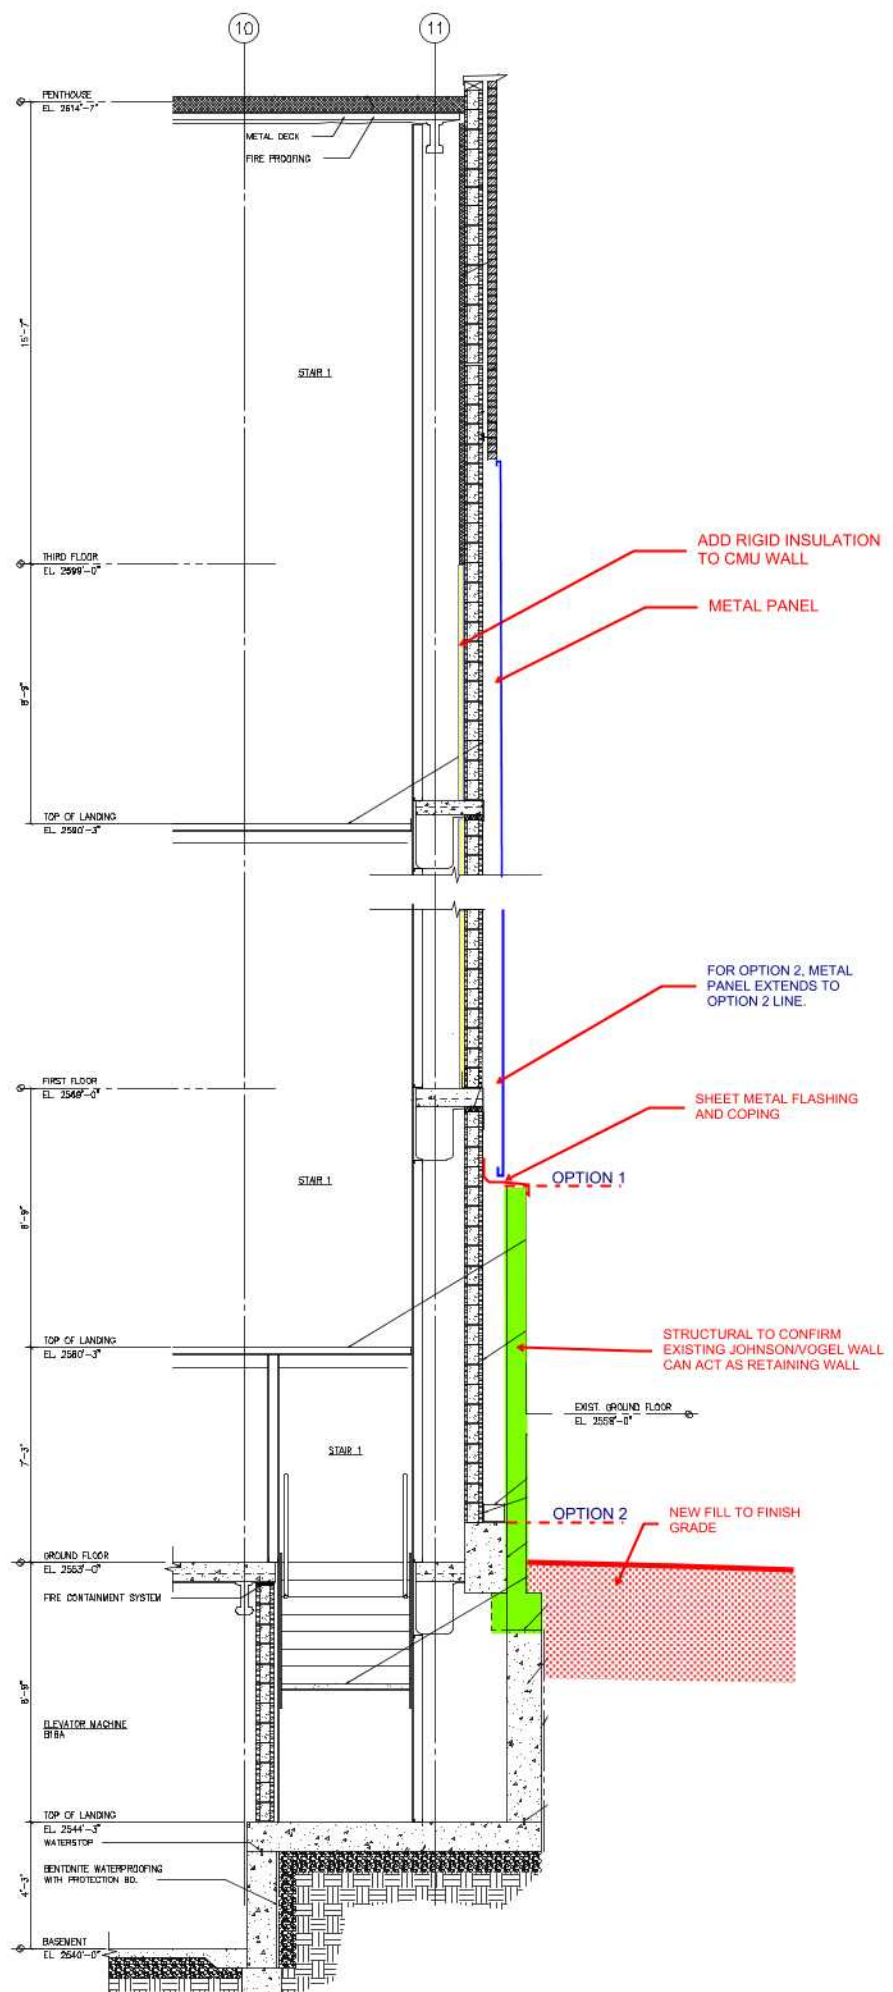 10
11
PENTHOUSE
EL. 2614'-7"
METAL DECK
FIRE PROOFING
15'-7"
STAIR 1
THIRD FLOOR
EL. 2599'-0"
ADD RIGID INSULATION
TO CMU WALL
METAL PANEL
8'-9"
TOP OF LANDING
EL. 2590'-3"
FOR OPTION 2, METAL
PANEL EXTENDS TO
OPTION 2 LINE.
FIRST FLOOR
EL. 2569'-0"
SHEET METAL FLASHING
AND COPING
STAIR 1
OPTION 1
8'-9"
TOP OF LANDING
EL. 2560'-3"
STRUCTURAL TO CONFIRM
EXISTING JOHNSON/VOGEL WALL
CAN ACT AS RETAINING WALL
EXIST. GROUND FLOOR
EL. 2558'-0"
7'-3"
STAIR 1
OPTION 2
NEW FILL TO FINISH
GRADE
GROUND FLOOR
EL. 2553'-0"
FIRE CONTAINMENT SYSTEM
8'-9"
ELEVATOR MACHINE
B18A
TOP OF LANDING
EL. 2544'-3"
WATERSTOP
BENTONITE WATERPROOFING
WITH PROTECTION BD.
4'-3"
BASEMENT
EL. 2540'-0"